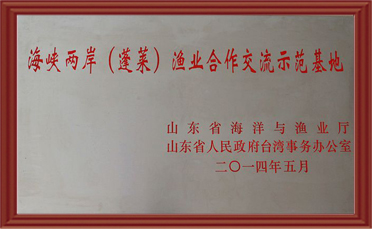 海峡两岸（蓬莱）渔业合作交流示范基地
山东省海洋与渔业厅
山东省人民政府台湾事务办公室
二〇一四年五月